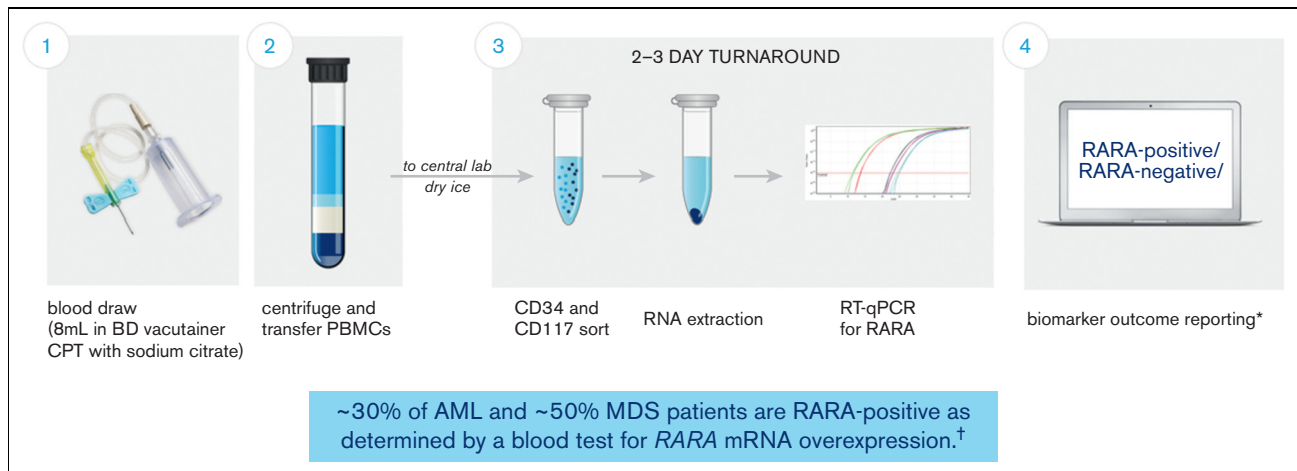 1
2
3
4
2–3 DAY TURNAROUND
to central lab
dry ice
RARA-positive/
RARA-negative/
blood draw
(8mL in BD vacutainer
CPT with sodium citrate)
centrifuge and
transfer PBMCs
CD34 and
CD117 sort
RNA extraction
RT-qPCR
for RARA
biomarker outcome reporting*
~30% of AML and ~50% MDS patients are RARA-positive as
determined by a blood test for RARA mRNA overexpression.†